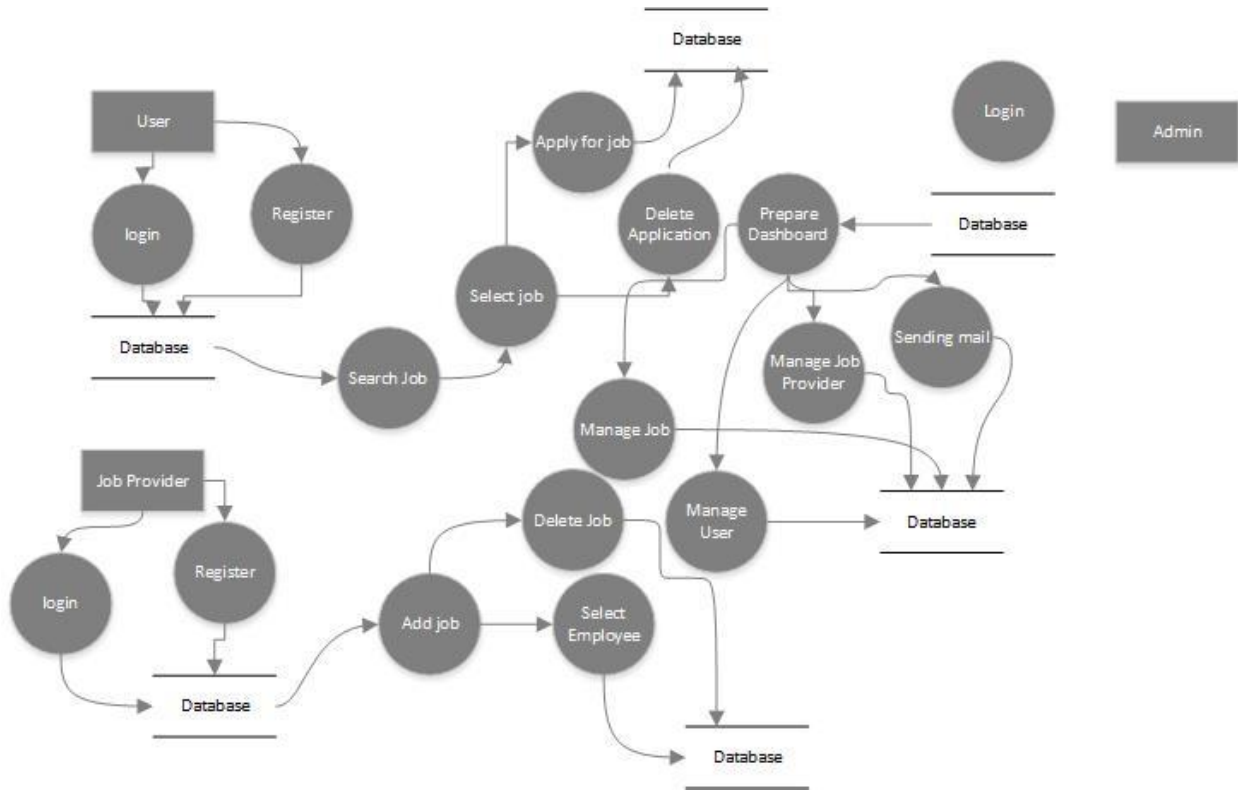 Database
User
Login
Admin
Apply for job
Register
login
Delete
Application
Prepare
Dashboard
Database
Select job
Database
Search Job
Sending mail
Manage Job
Provider
Manage Job
Job Provider
Delete Job
Manage
User
Database
Register
login
Add job
Select
Employee
Database
Database